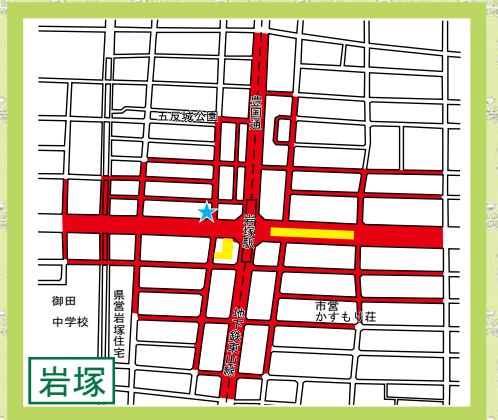 五反城公園
豊国通
岩塚駅
御田
中学校
県営岩塚住宅
地下鉄東山線
市営
かすもり荘
岩塚